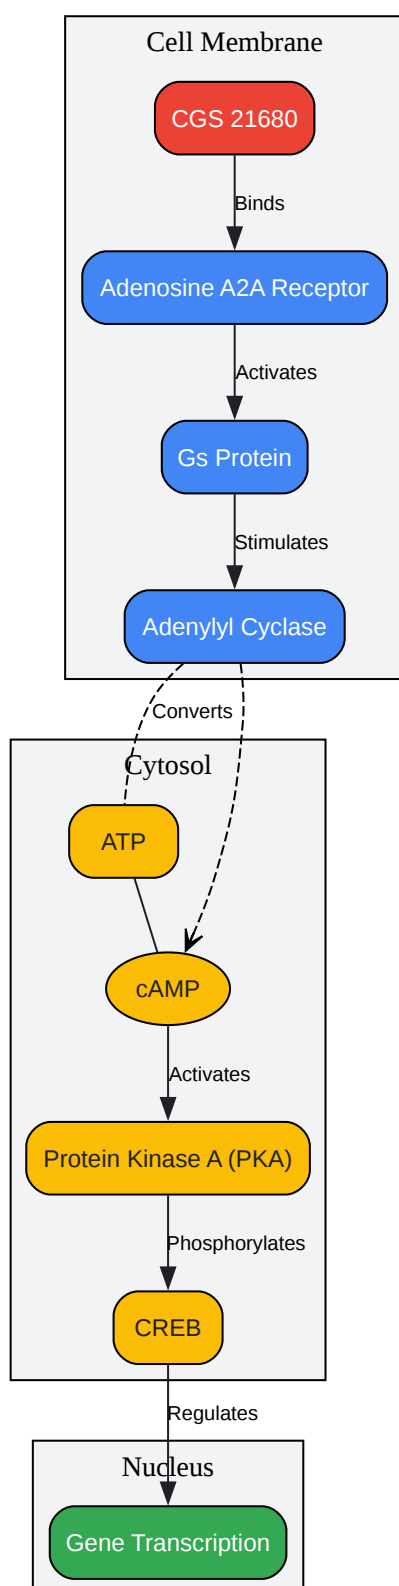 Cell Membrane
CGS 21680
Binds
Adenosine A2A Receptor
Activates
Gs Protein
Stimulates
Adenylyl Cyclase
Converts
Cytosol
ATP
cAMP
Activates
Protein Kinase A (PKA)
Phosphorylates
CREB
Regulates
Nucleus
Gene Transcription